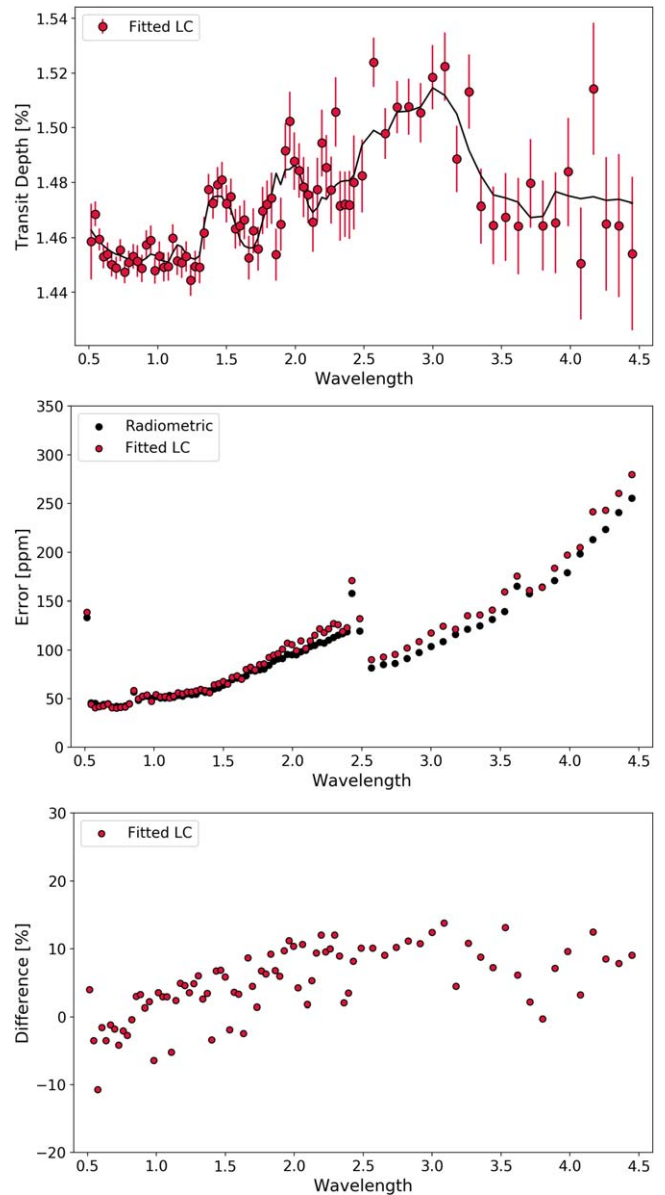 1.54
Fitted LC
1.52
1.50
1.48
1.46
1.44
Transit Depth [%]
0.5 1.0 1.5 2.0 2.5 3.0 3.5 4.0 4.5
Wavelength
350
Radiometric
Fitted LC
300
250
200
150
100
50
0
Error [ppm]
0.5 1.0 1.5 2.0 2.5 3.0 3.5 4.0 4.5
Wavelength
30
Fitted LC
20
10
0
−10
−20
Difference [%]
0.5 1.0 1.5 2.0 2.5 3.0 3.5 4.0 4.5
Wavelength